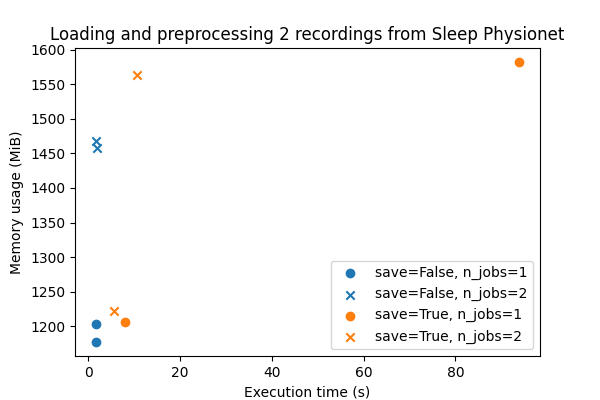 Loading and preprocessing 2 recordings from Sleep Physionet
1600
1550
1500
1450
1400
1350
1300
1250
1200
Memory usage (MiB)
save=False, n_jobs=1
save=False, n_jobs=2
save=True, n_jobs=1
save=True, n_jobs=2
0 20 40 60 80
Execution time (s)